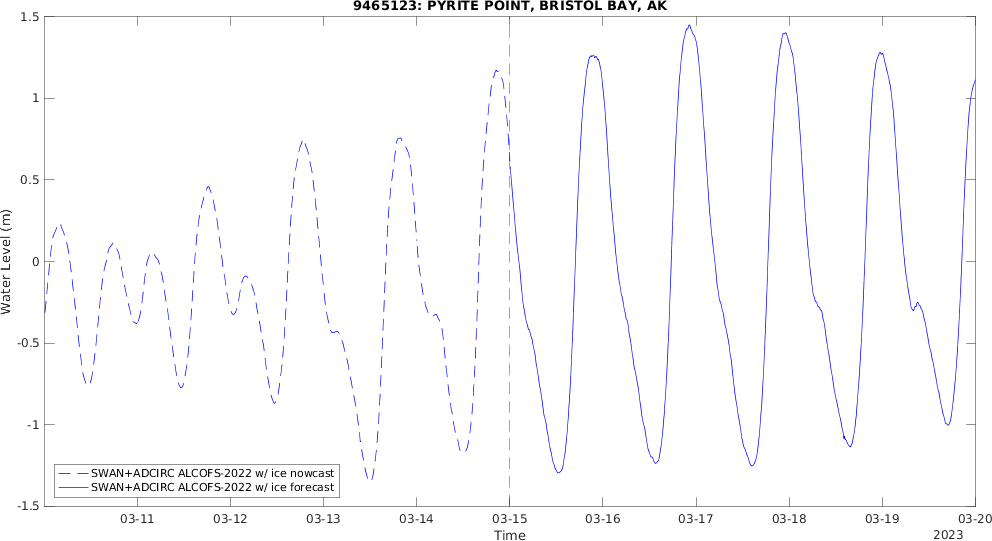 9465123: PYRITE POINT, BRISTOL BAY, AK
Water Level (m)
1.5
1
0.5
0
-0.5
-1
-1.5
SWAN+ADCIRC ALCOFS-2022 w/ ice nowcast
SWAN+ADCIRC ALCOFS-2022 w/ ice forecast
03-11 03-12 03-13 03-14 03-15 03-16 03-17 03-18 03-19 03-20
Time
2023